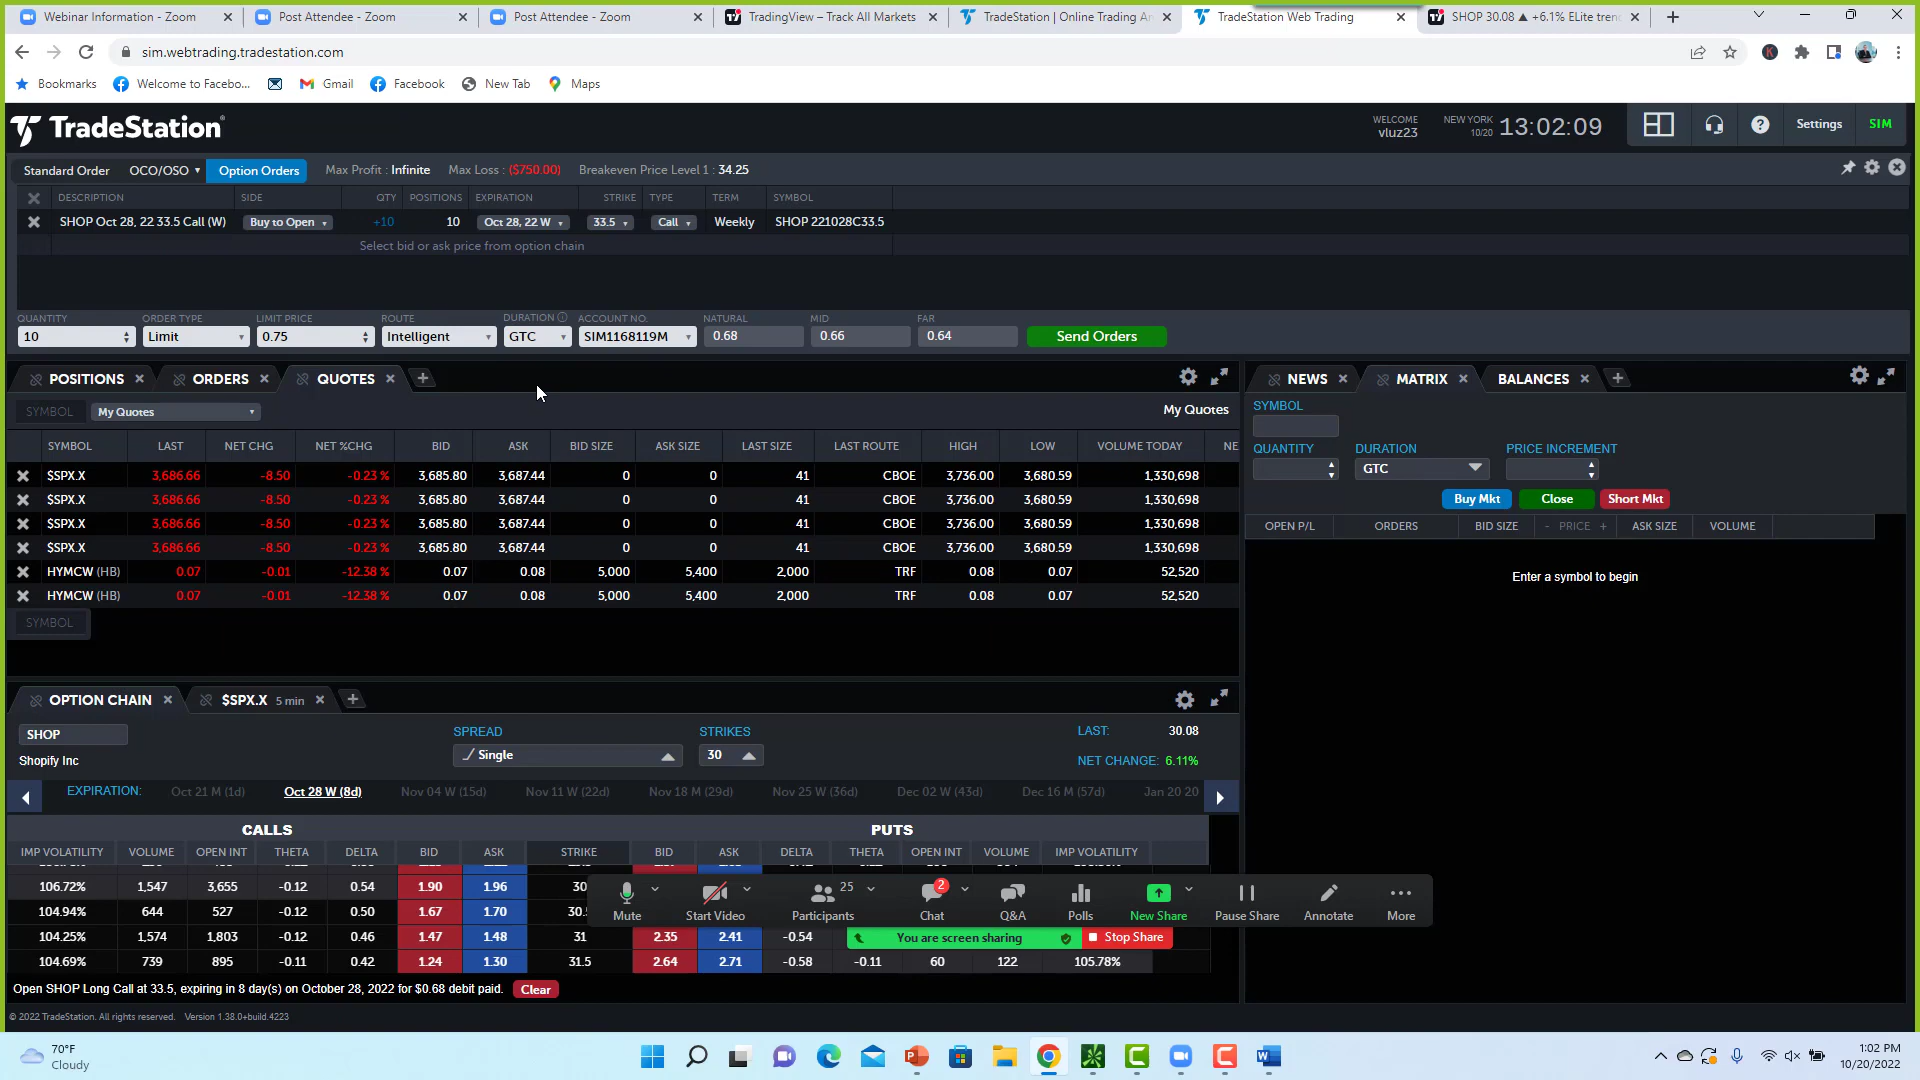 Webinar Information - Zoom
Post Attendee - Zoom
Post Attendee - Zoom
TradingView – Track All Markets
TradeStation | Online Trading An
TradeStation Web Trading
SHOP 30.08 ▲ +6.1% ELite tren
sim.webtrading.tradestation.com
Bookmarks
Welcome to Facebo...
Gmail
Facebook
New Tab
Maps
TradeStation
WELCOME
vluz23
NEW YORK
10/20
13:02:09
Settings
SIM
Standard Order
OCO/OSO
Option Orders
Max Profit : Infinite
Max Loss : ($750.00)
Breakeven Price Level 1 : 34.25
DESCRIPTION SIDE QTY POSITIONS EXPIRATION STRIKE TYPE TERM SYMBOL
SHOP Oct 28, 22 33.5 Call (W) Buy to Open +10 10 Oct 28, 22 W 33.5 Call Weekly SHOP 221028C33.5
Select bid or ask price from option chain
QUANTITY ORDER TYPE LIMIT PRICE ROUTE DURATION ACCOUNT NO. NATURAL MID FAR
10 Limit 0.75 Intelligent GTC SIM1168119M 0.68 0.66 0.64 Send Orders
POSITIONS ORDERS QUOTES
SYMBOL My Quotes
My Quotes
SYMBOL LAST NET CHG NET %CHG BID ASK BID SIZE ASK SIZE LAST SIZE LAST ROUTE HIGH LOW VOLUME TODAY NE
$SPX.X 3,686.66 -8.50 -0.23 % 3,685.80 3,687.44 0 0 41 CBOE 3,736.00 3,680.59 1,330,698
$SPX.X 3,686.66 -8.50 -0.23 % 3,685.80 3,687.44 0 0 41 CBOE 3,736.00 3,680.59 1,330,698
$SPX.X 3,686.66 -8.50 -0.23 % 3,685.80 3,687.44 0 0 41 CBOE 3,736.00 3,680.59 1,330,698
$SPX.X 3,686.66 -8.50 -0.23 % 3,685.80 3,687.44 0 0 41 CBOE 3,736.00 3,680.59 1,330,698
HYMCW (HB) 0.07 -0.01 -12.38 % 0.07 0.08 5,000 5,400 2,000 TRF 0.08 0.07 52,520
HYMCW (HB) 0.07 -0.01 -12.38 % 0.07 0.08 5,000 5,400 2,000 TRF 0.08 0.07 52,520
SYMBOL
NEWS MATRIX BALANCES
SYMBOL
QUANTITY DURATION PRICE INCREMENT
GTC
Buy Mkt Close Short Mkt
OPEN P/L ORDERS BID SIZE - PRICE + ASK SIZE VOLUME
Enter a symbol to begin
OPTION CHAIN $SPX.X 5 min
SHOP
Shopify Inc
SPREAD
Single
STRIKES
30
LAST: 30.08
NET CHANGE: 6.11%
EXPIRATION: Oct 21 M (1d) Oct 28 W (8d) Nov 04 W (15d) Nov 11 W (22d) Nov 18 M (29d) Nov 25 W (36d) Dec 02 W (43d) Dec 16 M (57d) Jan 20 20
CALLS PUTS
IMP VOLATILITY VOLUME OPEN INT THETA DELTA BID ASK STRIKE BID ASK DELTA THETA OPEN INT VOLUME IMP VOLATILITY
106.72% 1,547 3,655 -0.12 0.54 1.90 1.96 30
104.94% 644 527 -0.12 0.50 1.67 1.70 30.
104.25% 1,574 1,803 -0.12 0.46 1.47 1.48 31 2.35 2.41 -0.54
104.69% 739 895 -0.11 0.42 1.24 1.30 31.5 2.64 2.71 -0.58 -0.11 60 122 105.78%
Mute
Start Video
25
Participants
2
Chat
Q&A
Polls
New Share
Pause Share
Annotate
More
You are screen sharing
Stop Share
Open SHOP Long Call at 33.5, expiring in 8 day(s) on October 28, 2022 for $0.68 debit paid. Clear
© 2022 TradeStation. All rights reserved. Version 1.38.0+build.4223
70°F
Cloudy
1:02 PM
10/20/2022